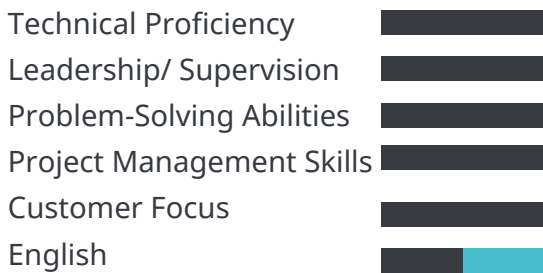 Technical Proficiency
Leadership/ Supervision
Problem-Solving Abilities
Project Management Skills
Customer Focus
English